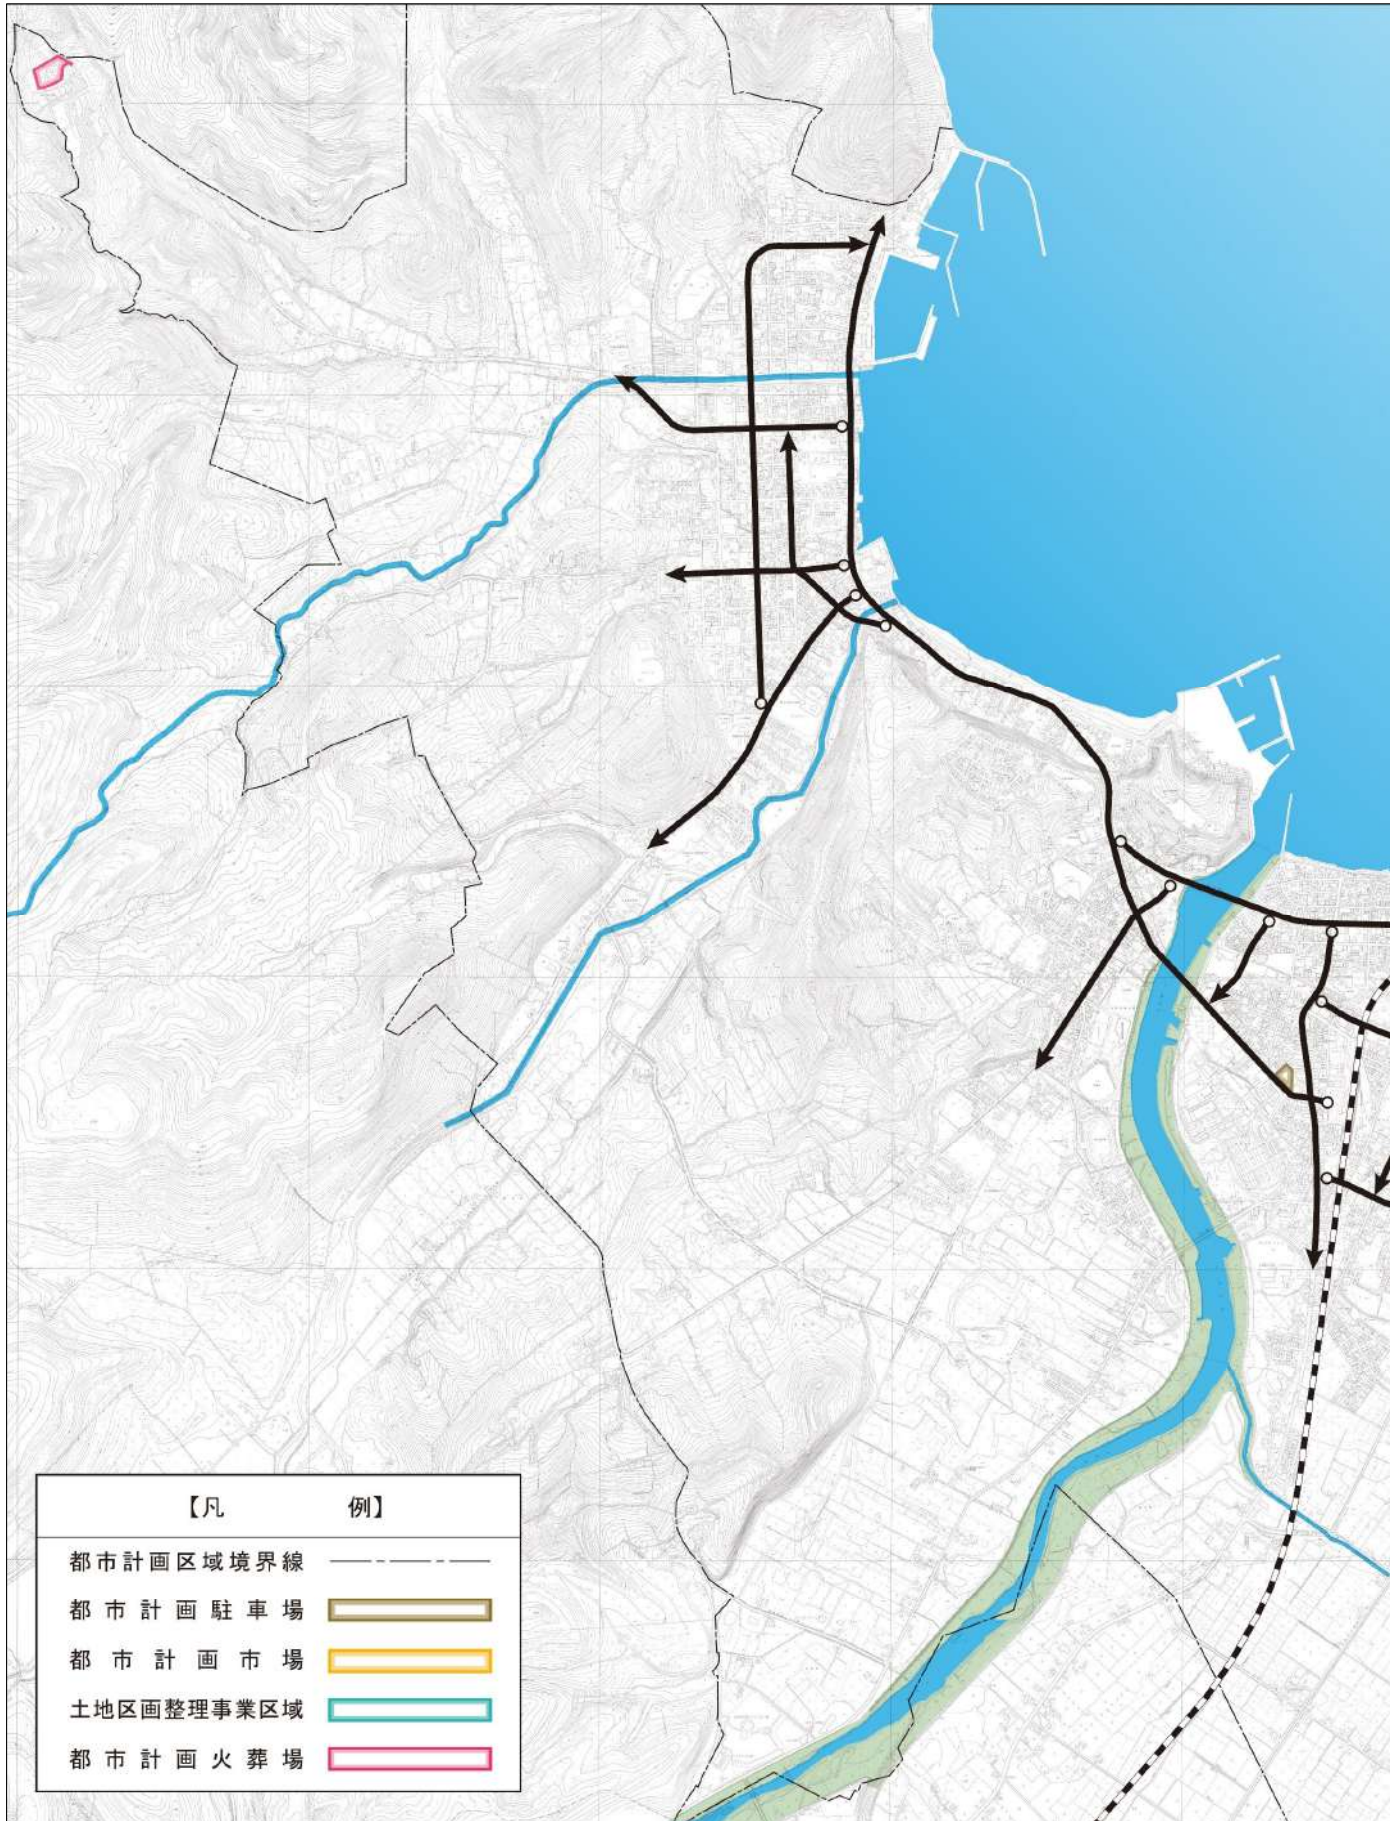 【凡 例】
都市計画区域境界線
都市計画駐車場
都市計画市場
土地区画整理事業区域
都市計画火葬場